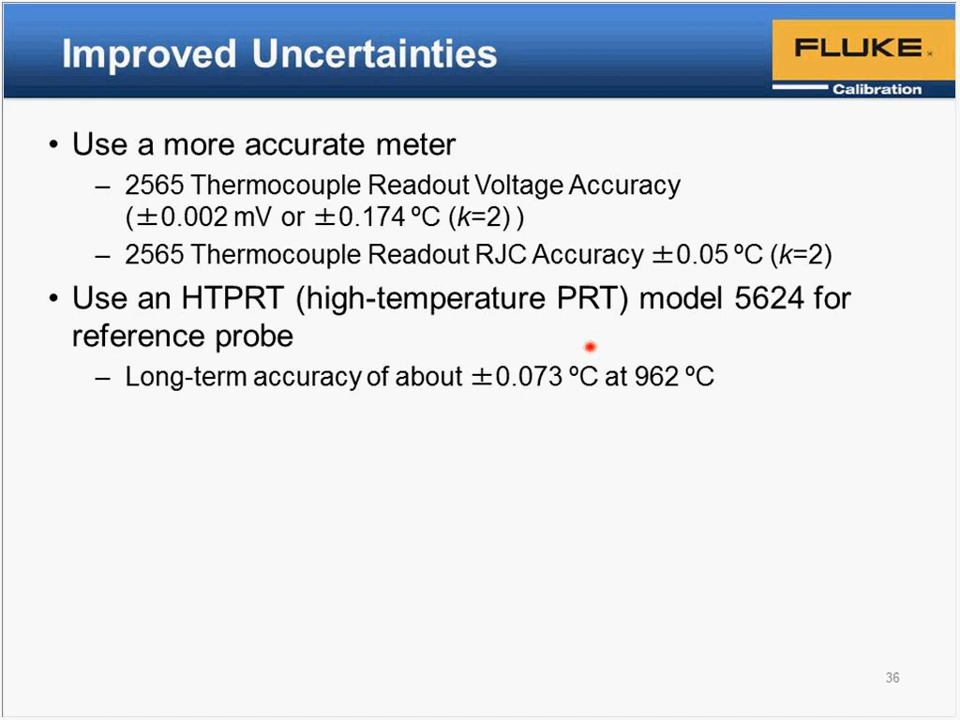 Improved Uncertainties
FLUKE
Calibration
• Use a more accurate meter
– 2565 Thermocouple Readout Voltage Accuracy
(±0.002 mV or ±0.174 ºC (k=2) )
– 2565 Thermocouple Readout RJC Accuracy ±0.05 ºC (k=2)
• Use an HTPRT (high-temperature PRT) model 5624 for
reference probe
– Long-term accuracy of about ±0.073 ºC at 962 ºC
36